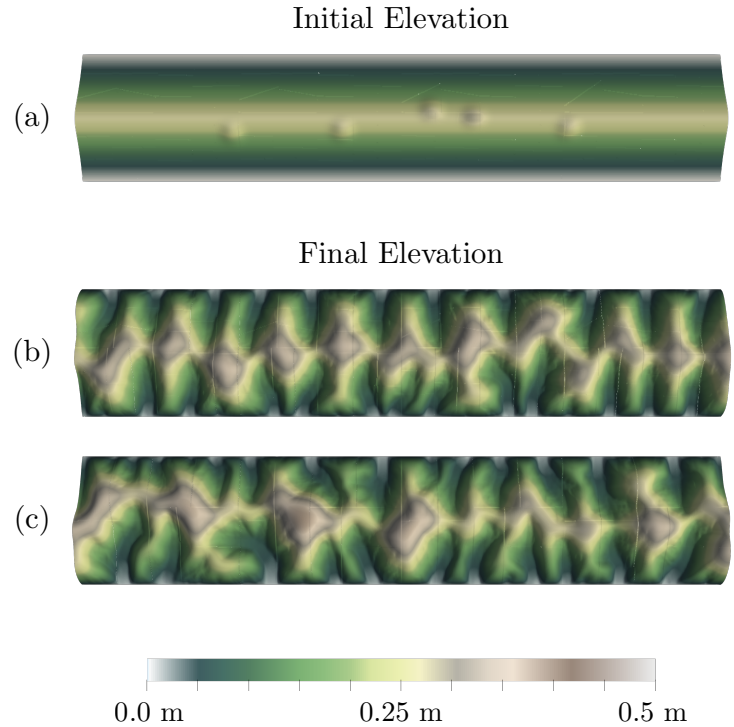 Initial Elevation
(a)
Final Elevation
(b)
(c)
0.0 m 0.25 m 0.5 m